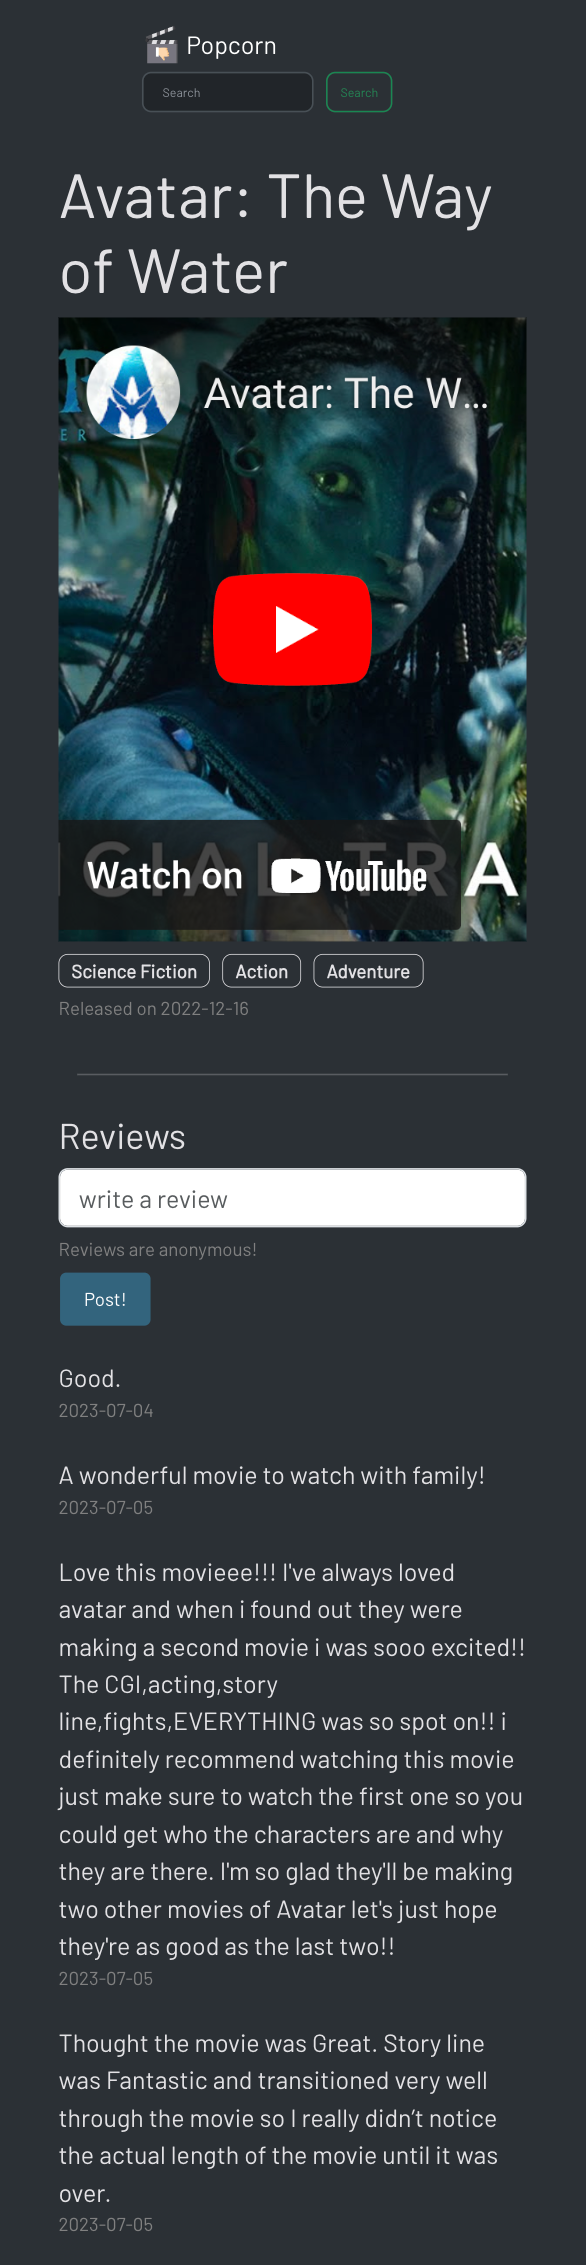 Popcorn
Search
Search
Avatar: The Way
of Water
ER
Avatar: The W...
Watch on YouTube
CIAL TRA
Science Fiction
Action
Adventure
Released on 2022-12-16
Reviews
write a review
Reviews are anonymous!
Post!
Good.
2023-07-04
A wonderful movie to watch with family!
2023-07-05
Love this movieee!!! I've always loved
avatar and when i found out they were
making a second movie i was sooo excited!!
The CGI,acting,story
line,fights,EVERYTHING was so spot on!! i
definitely recommend watching this movie
just make sure to watch the first one so you
could get who the characters are and why
they are there. I'm so glad they'll be making
two other movies of Avatar let's just hope
they're as good as the last two!!
2023-07-05
Thought the movie was Great. Story line
was Fantastic and transitioned very well
through the movie so I really didn’t notice
the actual length of the movie until it was
over.
2023-07-05